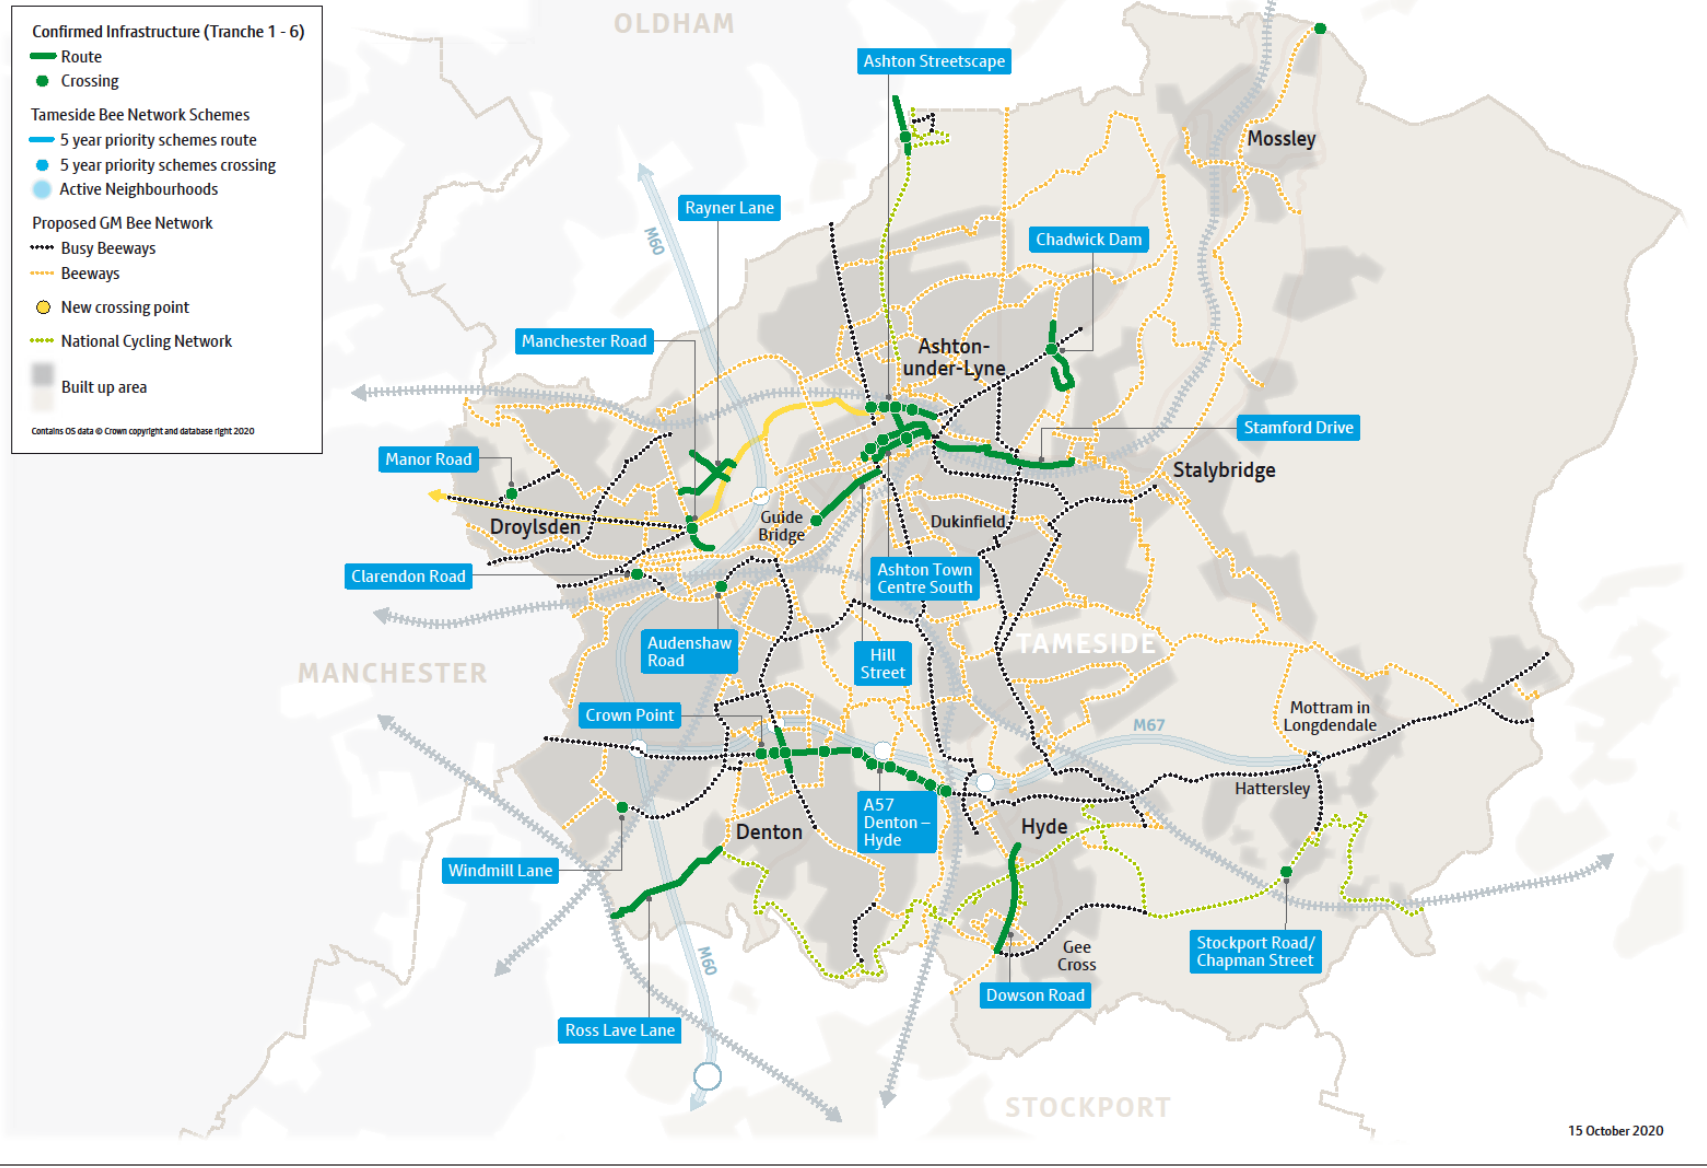 Confirmed Infrastructure (Tranche 1 - 6)
Route
Crossing
Tameside Bee Network Schemes
5 year priority schemes route
5 year priority schemes crossing
Active Neighbourhoods
Proposed GM Bee Network
Busy Beeways
Beeways
New crossing point
National Cycling Network
Built up area
Contains OS data © Crown copyright and database right 2020
OLDHAM
Ashton Streetscape
Mossley
Rayner Lane
M60
Chadwick Dam
Manchester Road
Ashton-
under-Lyne
Stamford Drive
Manor Road
Stalybridge
Droylsden
Guide
Bridge
Dukinfield
Clarendon Road
Ashton Town
Centre South
Audenshaw
Road
Hill
Street
TAMESIDE
MANCHESTER
Crown Point
M67
Mottram in
Longdendale
Hattersley
A57
Denton –
Hyde
Denton
Hyde
Windmill Lane
M60
Gee
Cross
Stockport Road/
Chapman Street
Dowson Road
Ross Lave Lane
STOCKPORT
15 October 2020